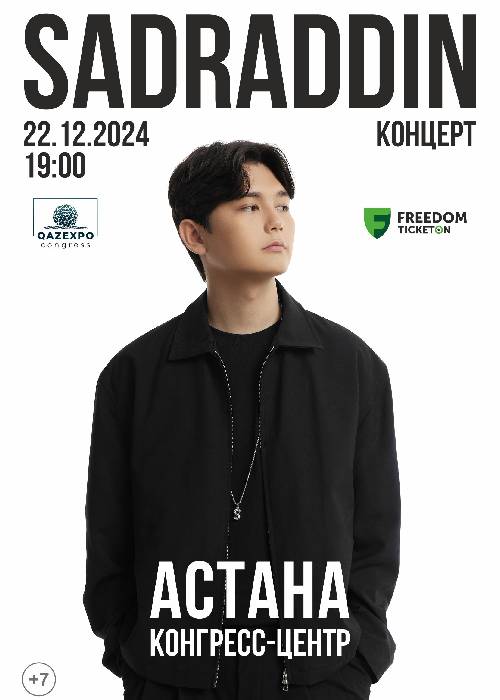 SADRADDIN
22.12.2024
КОНЦЕРТ
19:00
QAZEXPO
congress
FREEDOM
TICKETON
S
АСТАНА
КОНГРЕСС-ЦЕНТР
+7